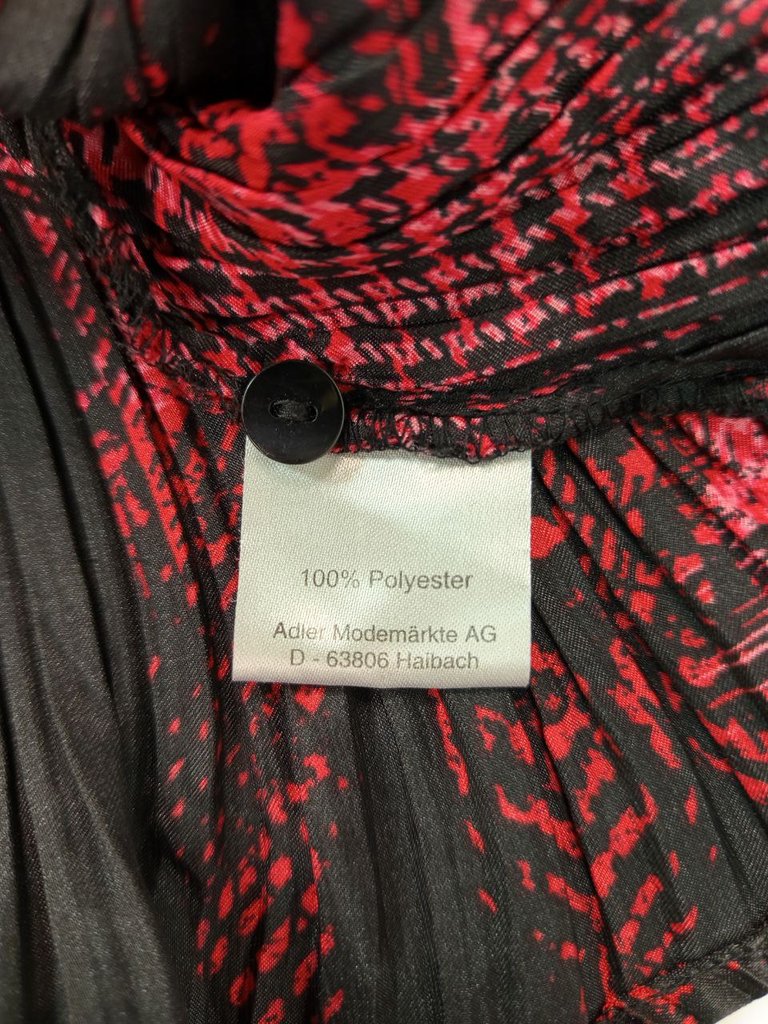 100% Polyester
Adler Modemärkte AG
D - 63806 Haibach